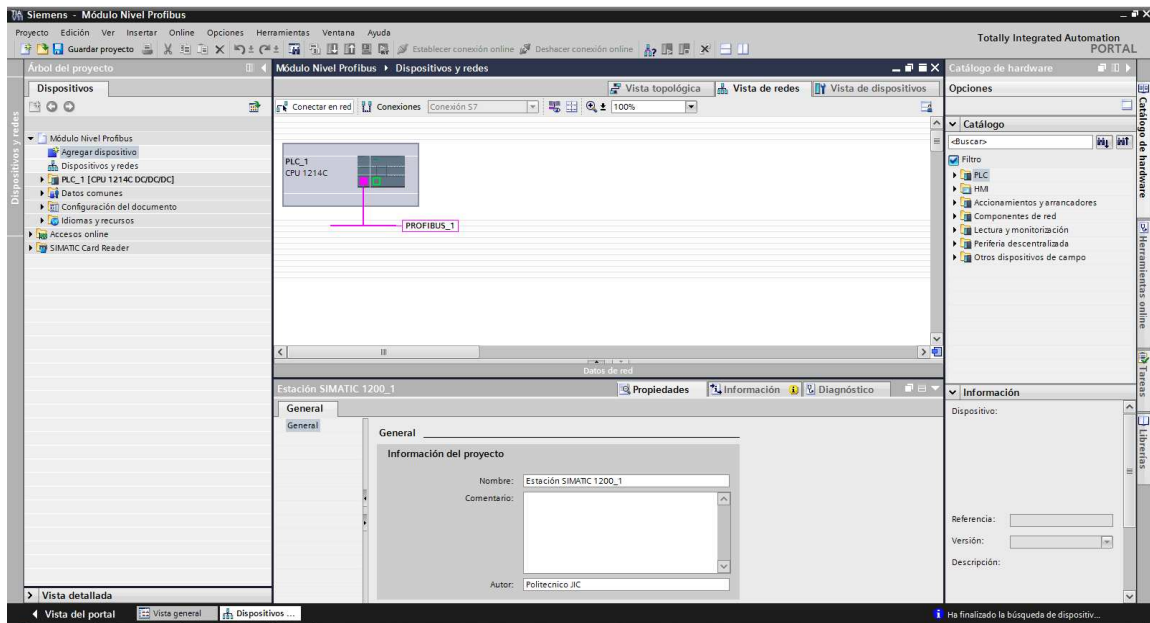 Siemens - Módulo Nivel Profibus
Proyecto Edición Ver Insertar Online Opciones Herramientas Ventana Ayuda
Guardar proyecto
Establecer conexión online
Deshacer conexión online
Totally Integrated Automation
PORTAL
Árbol del proyecto
Dispositivos
Módulo Nivel Profibus
Agregar dispositivo
Dispositivos y redes
PLC_1 [CPU 1214C DC/DC/DC]
Datos comunes
Configuración del documento
Idiomas y recursos
Accesos online
SIMATIC Card Reader
Vista detallada
Dispositivos y redes
Módulo Nivel Profibus Dispositivos y redes
Vista topológica
Vista de redes
Vista de dispositivos
Conectar en red
Conexiones
Conexión S7
100%
PLC_1
CPU 1214C
PROFIBUS_1
Datos de red
Estación SIMATIC 1200_1
Propiedades
Información
Diagnóstico
General
General
General
Información del proyecto
Nombre: Estación SIMATIC 1200_1
Comentario:
Autor: Politecnico JIC
Catálogo de hardware
Opciones
Catálogo
<Buscar>
Filtro
PLC
HMI
Accionamientos y arrancadores
Componentes de red
Lectura y monitorización
Periferia descentralizada
Otros dispositivos de campo
Información
Dispositivo:
Referencia:
Versión:
Descripción:
Catálogo de hardware
Herramientas online
Tareas
Librerías
Vista del portal
Vista general
Dispositivos ...
Ha finalizado la búsqueda de dispositiv...